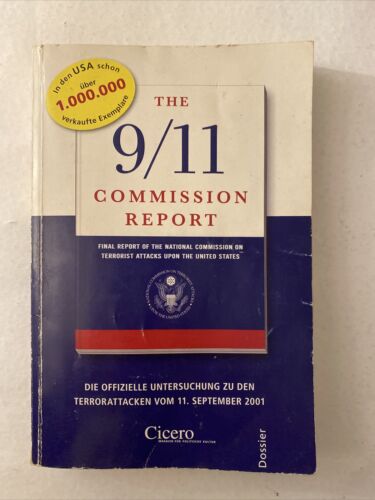 In den USA schon
über
1.000.000
verkaufte Exemplare
THE
9/11
COMMISSION
REPORT
FINAL REPORT OF THE NATIONAL COMMISSION ON
TERRORIST ATTACKS UPON THE UNITED STATES
DIE OFFIZIELLE UNTERSUCHUNG ZU DEN
TERRORATTACKEN VOM 11. SEPTEMBER 2001
Cicero
MAGAZIN FÜR POLITISCHE KULTUR
Dossier